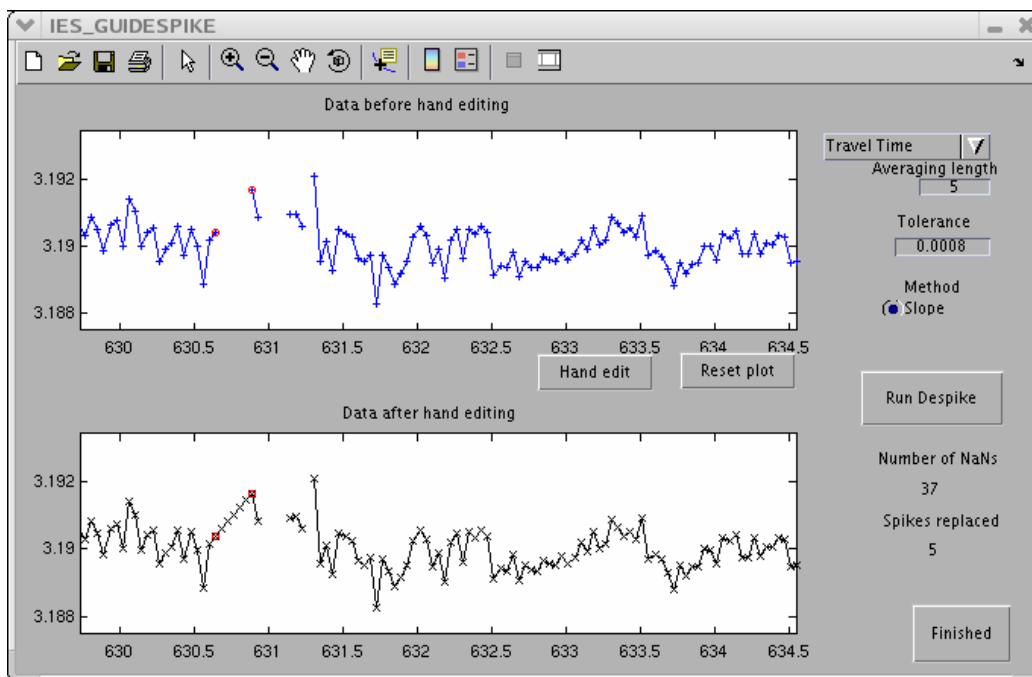 IES_GUIDESPIKE
Data before hand editing
3.192
3.19
3.188
630 630.5 631 631.5 632 632.5 633 633.5 634 634.5
Travel Time
Averaging length
5
Tolerance
0.0008
Method
Slope
Hand edit
Reset plot
Run Despike
Data after hand editing
3.192
3.19
3.188
630 630.5 631 631.5 632 632.5 633 633.5 634 634.5
Number of NaNs
37
Spikes replaced
5
Finished